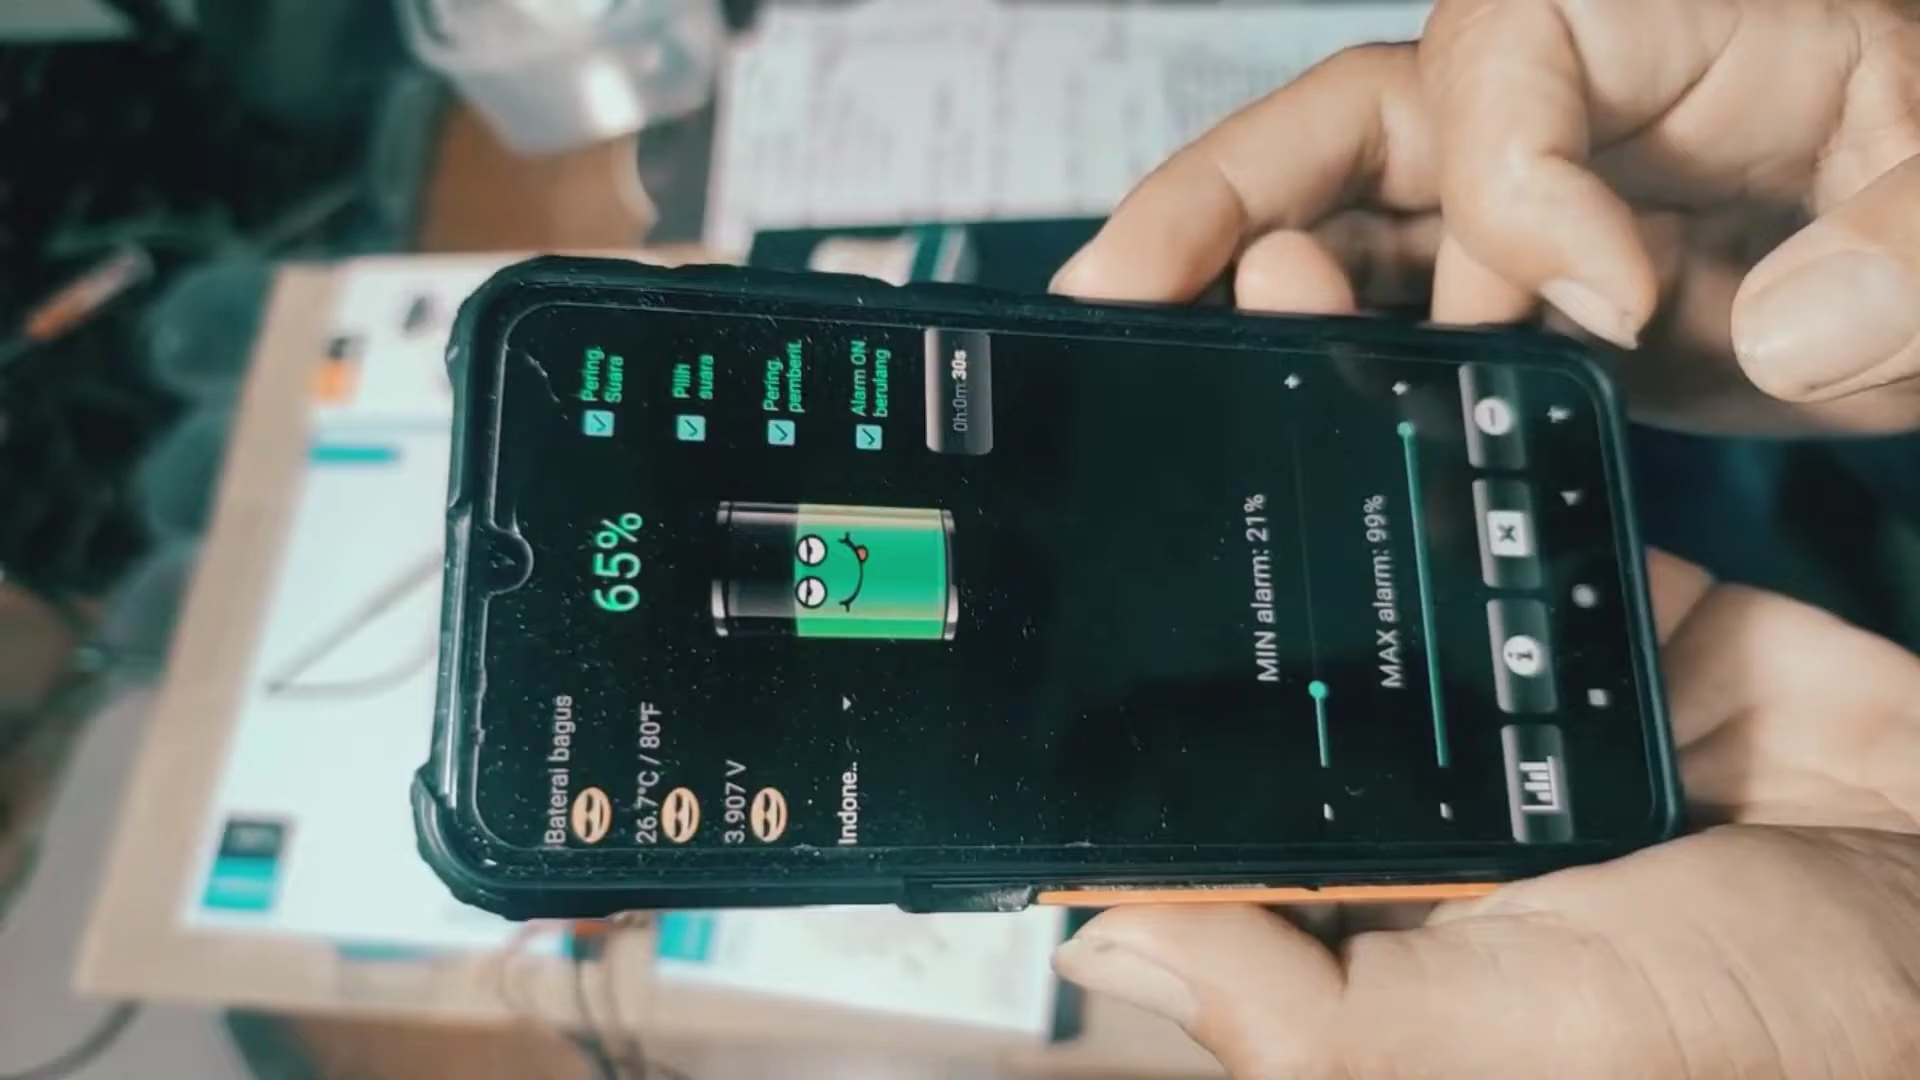 Baterai bagus
26.7°C / 80°F
3.907 V
Indone..
65%
Pering.
Suara
Pilih
suara
Pering.
pemberit.
Alarm ON
berulang
0h:0m:30s
MIN alarm: 21%
MAX alarm: 99%